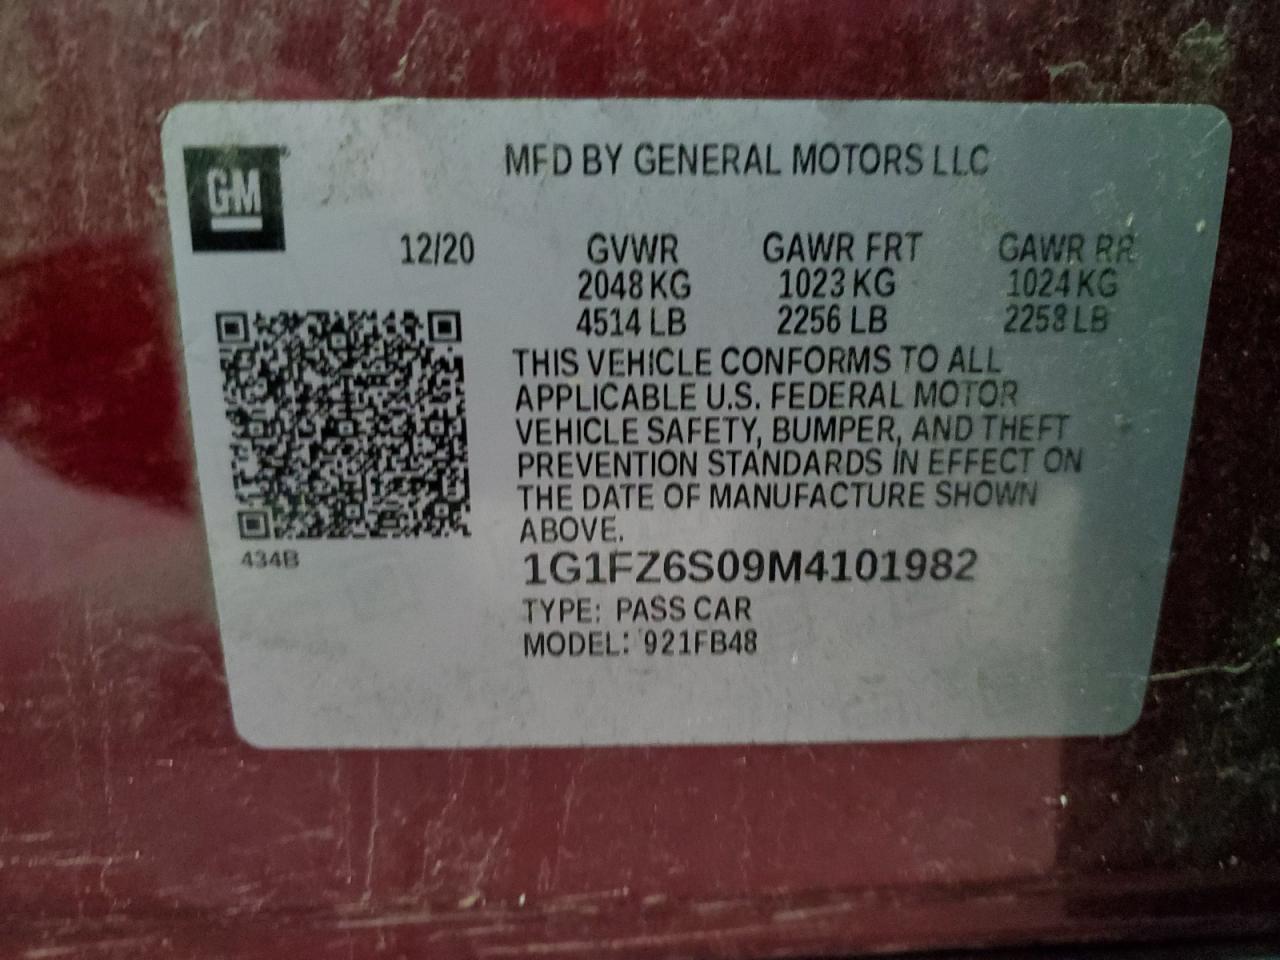 GM
MFD BY GENERAL MOTORS LLC
12/20 GVWR GAWR FRT GAWR RR
2048 KG 1023 KG 1024 KG
4514 LB 2256 LB 2258 LB
THIS VEHICLE CONFORMS TO ALL
APPLICABLE U.S. FEDERAL MOTOR
VEHICLE SAFETY, BUMPER, AND THEFT
PREVENTION STANDARDS IN EFFECT ON
THE DATE OF MANUFACTURE SHOWN
ABOVE.
434B
1G1FZ6S09M4101982
TYPE: PASS CAR
MODEL: 921FB48